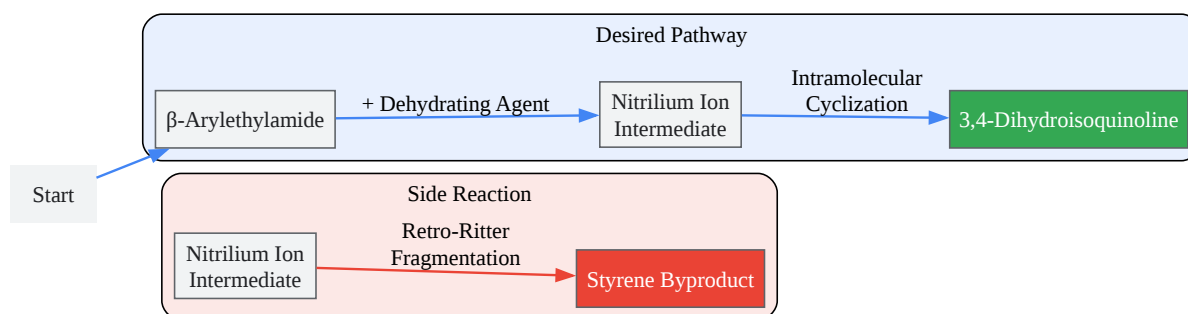 Desired Pathway
β-Arylethylamide
+ Dehydrating Agent
Nitrilium Ion
Intermediate
Intramolecular
Cyclization
3,4-Dihydroisoquinoline
Start
Side Reaction
Nitrilium Ion
Intermediate
Retro-Ritter
Fragmentation
Styrene Byproduct